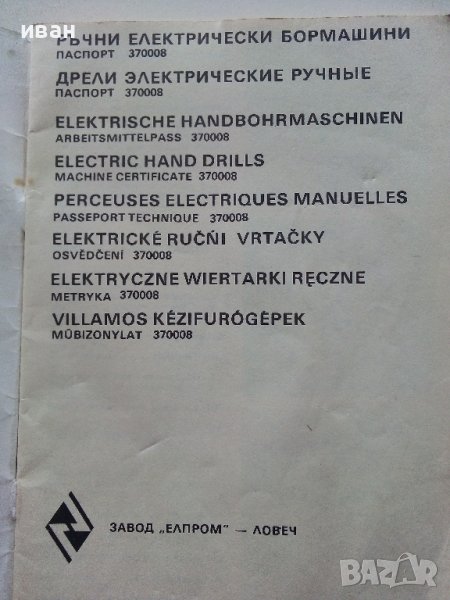 иван
РЪЧНИ ЕЛЕКТРИЧЕСКИ БОРМАШИНИ
ПАСПОРТ 370008
ДРЕЛИ ЭЛЕКТРИЧЕСКИЕ РУЧНЫЕ
ПАСПОРТ 370008
ELEKTRISCHE HANDBOHRMASCHINEN
ARBEITSMITTELPASS 370008
ELECTRIC HAND DRILLS
MACHINE CERTIFICATE 370008
PERCEUSES ELECTRIQUES MANUELLES
PASSEPORT TECHNIQUE 370008
ELEKTRICKÉ RUČŃI VRTAČKY
OSVĚDČENÍ 370008
ELEKTRYCZNE WIERTARKI RĘCZNE
METRYKA 370008
VILLAMOS KÉZIFURÓGÉPEK
MŰBIZONYLAT 370008
ЗАВОД „ЕЛПРОМ" — ЛОВЕЧ
BAZAR